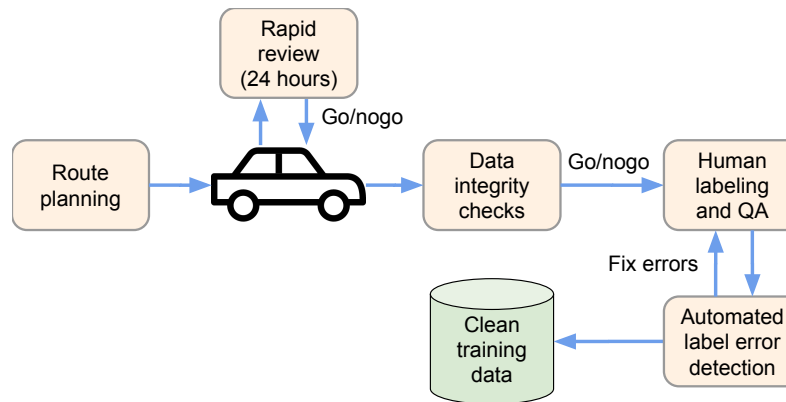 Rapid
review
(24 hours)
Go/nogo
Route
planning
Data
integrity
checks
Go/nogo
Human
labeling
and QA
Fix errors
Clean
training
data
Automated
label error
detection